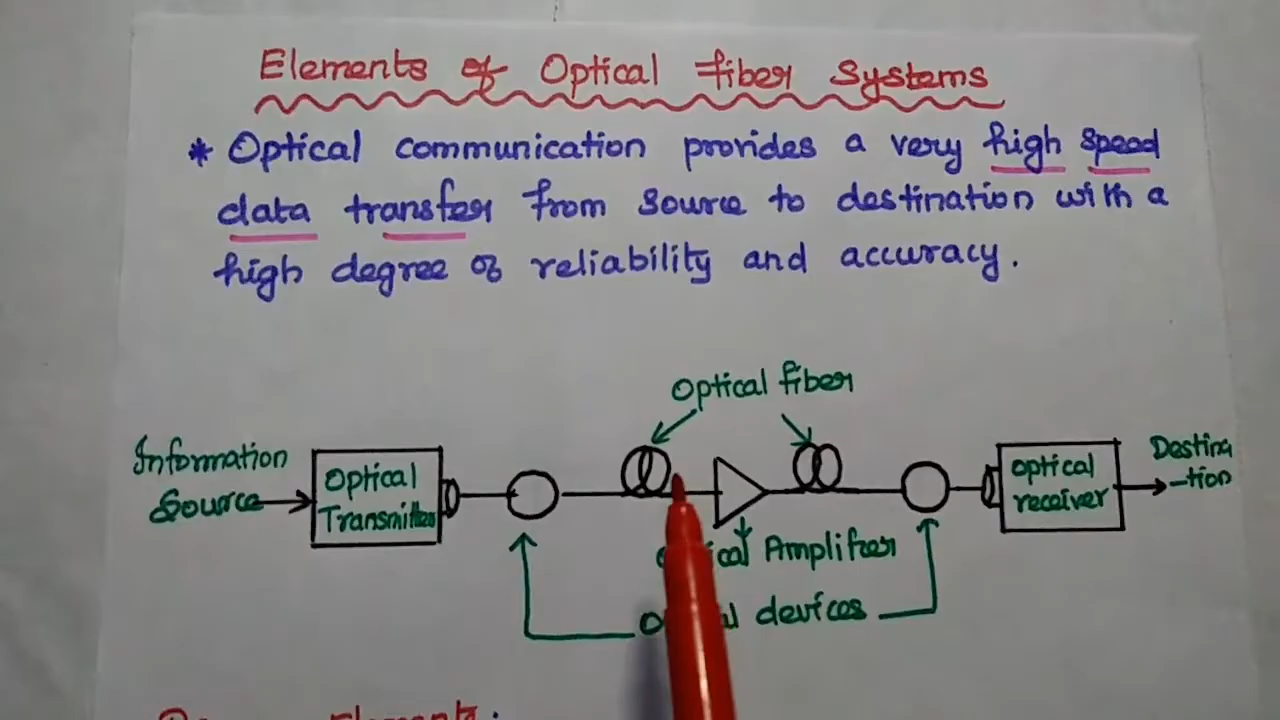 Elements of Optical fiber Systems
* Optical communication provides a very high speed
data transfer from source to destination with a
high degree of reliability and accuracy.
Optical fiber
Information
Source
Optical
Transmitter
optical
receiver
Destina
-tion
Amplifier
devices
Elements: